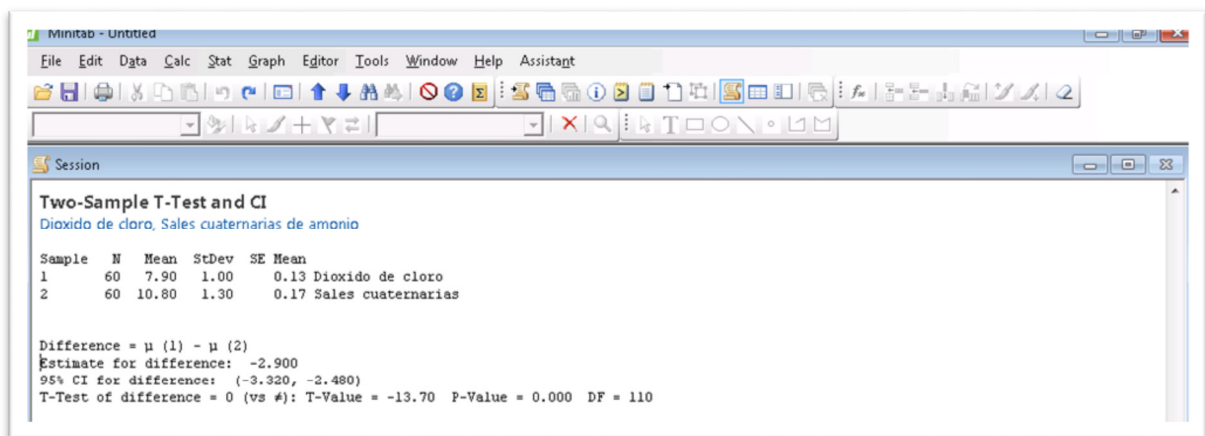 Minitab - Untitled
File Edit Data Calc Stat Graph Editor Tools Window Help Assistant
Session
Two-Sample T-Test and CI
Dioxido de cloro, Sales cuaternarias de amonio
Sample N Mean StDev SE Mean
1 60 7.90 1.00 0.13 Dioxido de cloro
2 60 10.80 1.30 0.17 Sales cuaternarias
Difference = μ (1) - μ (2)
Estimate for difference: -2.900
95% CI for difference: (-3.320, -2.480)
T-Test of difference = 0 (vs ≠): T-Value = -13.70 P-Value = 0.000 DF = 110